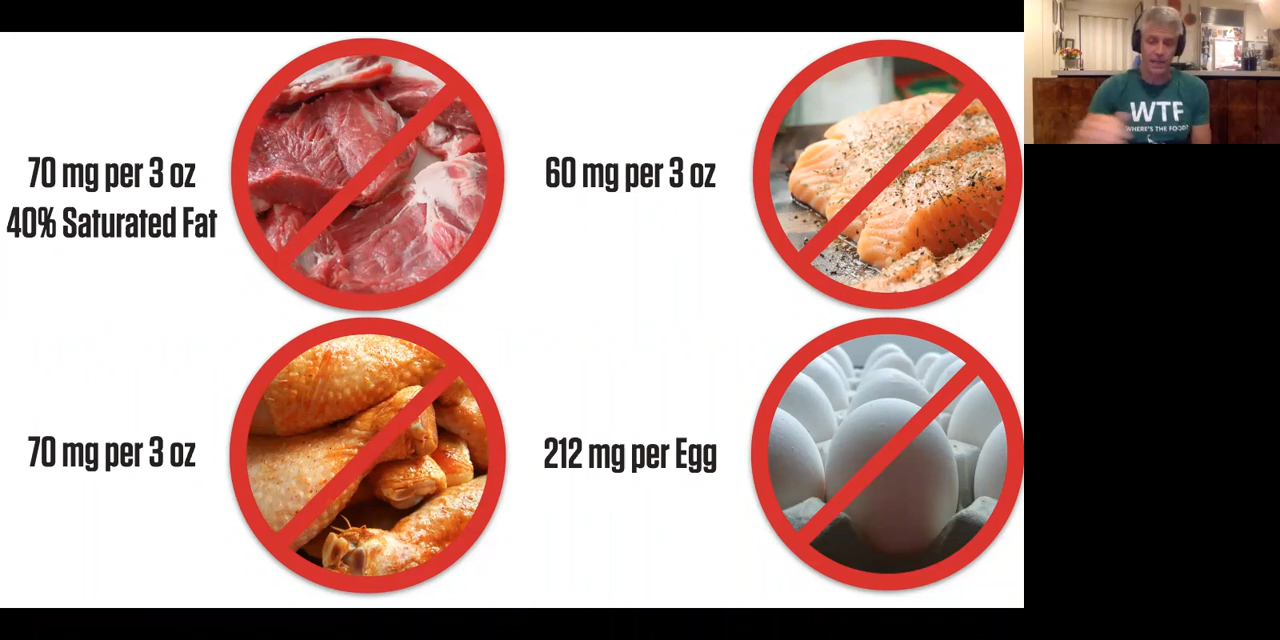 70 mg per 3 oz
40% Saturated Fat
60 mg per 3 oz
70 mg per 3 oz
212 mg per Egg
WTF
WHERE'S THE FOOD?